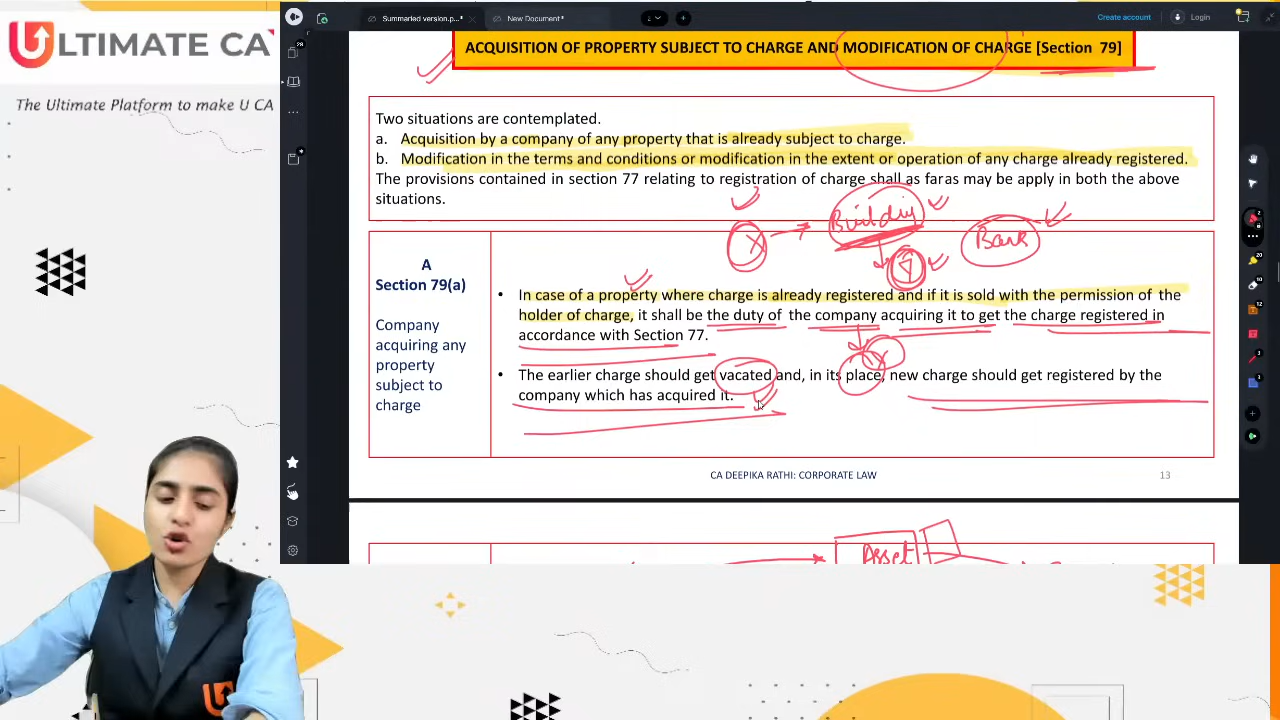 ULTIMATE CA
The Ultimate Platform to make U CA
Summaried version.p...*
New Document*
2
Create account
Login
ACQUISITION OF PROPERTY SUBJECT TO CHARGE AND MODIFICATION OF CHARGE [Section 79]
Two situations are contemplated.
a. Acquisition by a company of any property that is already subject to charge.
b. Modification in the terms and conditions or modification in the extent or operation of any charge already registered.
The provisions contained in section 77 relating to registration of charge shall as far as may be apply in both the above
situations.
X
Building
Bank
A
Section 79(a)
Company
acquiring any
property
subject to
charge
• In case of a property where charge is already registered and if it is sold with the permission of the
holder of charge, it shall be the duty of the company acquiring it to get the charge registered in
accordance with Section 77.
• The earlier charge should get vacated and, in its place, new charge should get registered by the
company which has acquired it.
CA DEEPIKA RATHI: CORPORATE LAW
13
Asset